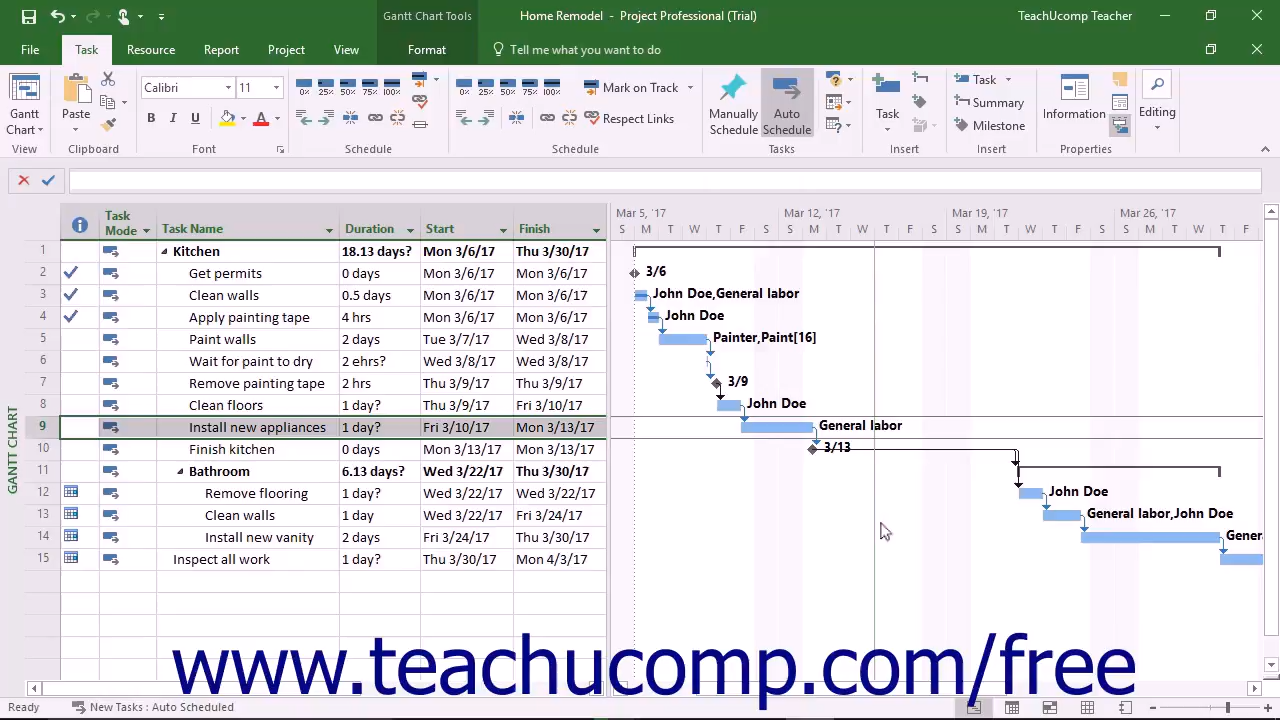 Gantt Chart Tools
Home Remodel - Project Professional (Trial)
TeachUcomp Teacher
File Task Resource Report Project View Format Tell me what you want to do
Gantt Chart
View
Paste
Clipboard
Calibri 11
B I U A
Font
0% 25% 50% 75% 100%
Schedule
0% 25% 50% 75% 100% Mark on Track
Respect Links
Schedule
Manually Schedule
Auto Schedule
Tasks
Task
Insert
Task
Summary
Milestone
Insert
Information
Properties
Editing
Task Mode Task Name Duration Start Finish
Mar 5, '17 Mar 12, '17 Mar 19, '17 Mar 26, '17
S M T W T F S S M T W T F S S M T W T F S S M T W T F
1 Kitchen 18.13 days? Mon 3/6/17 Thu 3/30/17
2 Get permits 0 days Mon 3/6/17 Mon 3/6/17 3/6
3 Clean walls 0.5 days Mon 3/6/17 Mon 3/6/17 John Doe,General labor
4 Apply painting tape 4 hrs Mon 3/6/17 Mon 3/6/17 John Doe
5 Paint walls 2 days Tue 3/7/17 Wed 3/8/17 Painter,Paint[16]
6 Wait for paint to dry 2 ehrs? Wed 3/8/17 Wed 3/8/17
7 Remove painting tape 2 hrs Thu 3/9/17 Thu 3/9/17 3/9
8 Clean floors 1 day? Thu 3/9/17 Fri 3/10/17 John Doe
9 Install new appliances 1 day? Fri 3/10/17 Mon 3/13/17 General labor
10 Finish kitchen 0 days Mon 3/13/17 Mon 3/13/17 3/13
11 Bathroom 6.13 days? Wed 3/22/17 Thu 3/30/17
12 Remove flooring 1 day? Wed 3/22/17 Wed 3/22/17 John Doe
13 Clean walls 1 day Wed 3/22/17 Fri 3/24/17 General labor,John Doe
14 Install new vanity 2 days Fri 3/24/17 Thu 3/30/17 Gener
15 Inspect all work 1 day? Thu 3/30/17 Mon 4/3/17
GANTT CHART
www.teachucomp.com/free
Ready New Tasks : Auto Scheduled